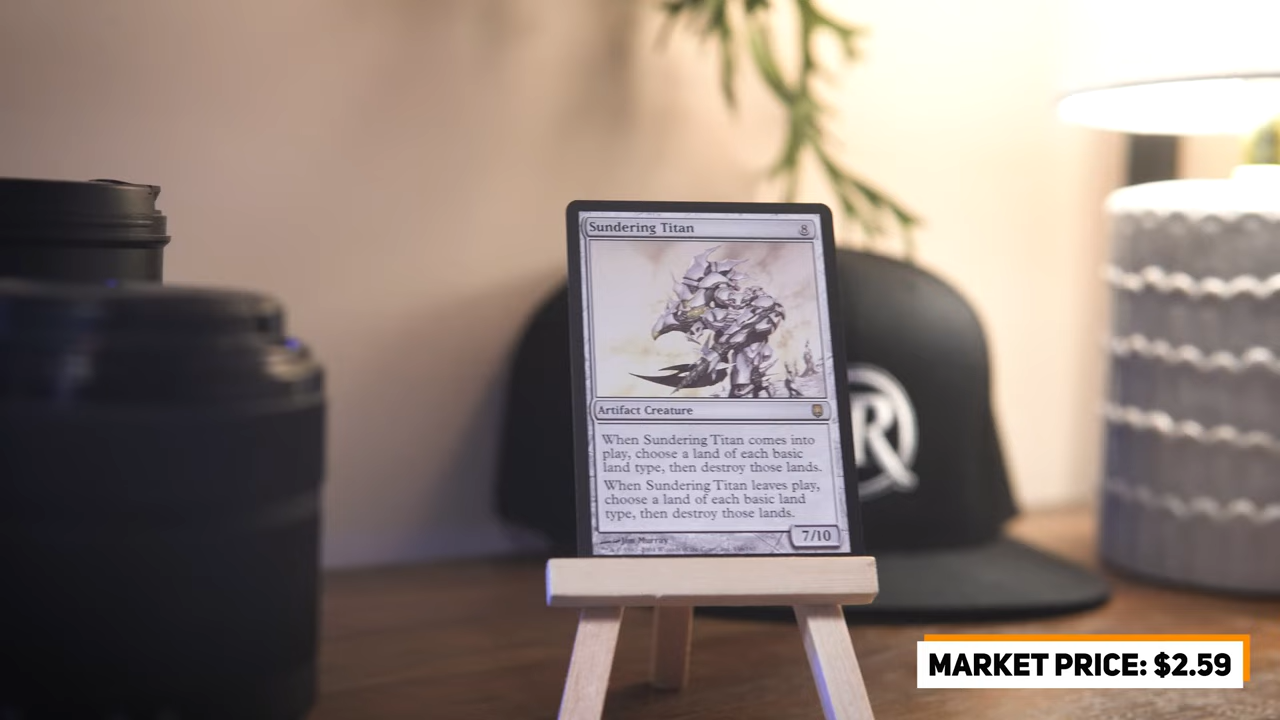 Sundering Titan 8
Artifact Creature
When Sundering Titan comes into
play, choose a land of each basic
land type, then destroy those lands.
When Sundering Titan leaves play,
choose a land of each basic land
type, then destroy those lands.
7/10
Jim Murray
R
MARKET PRICE: $2.59